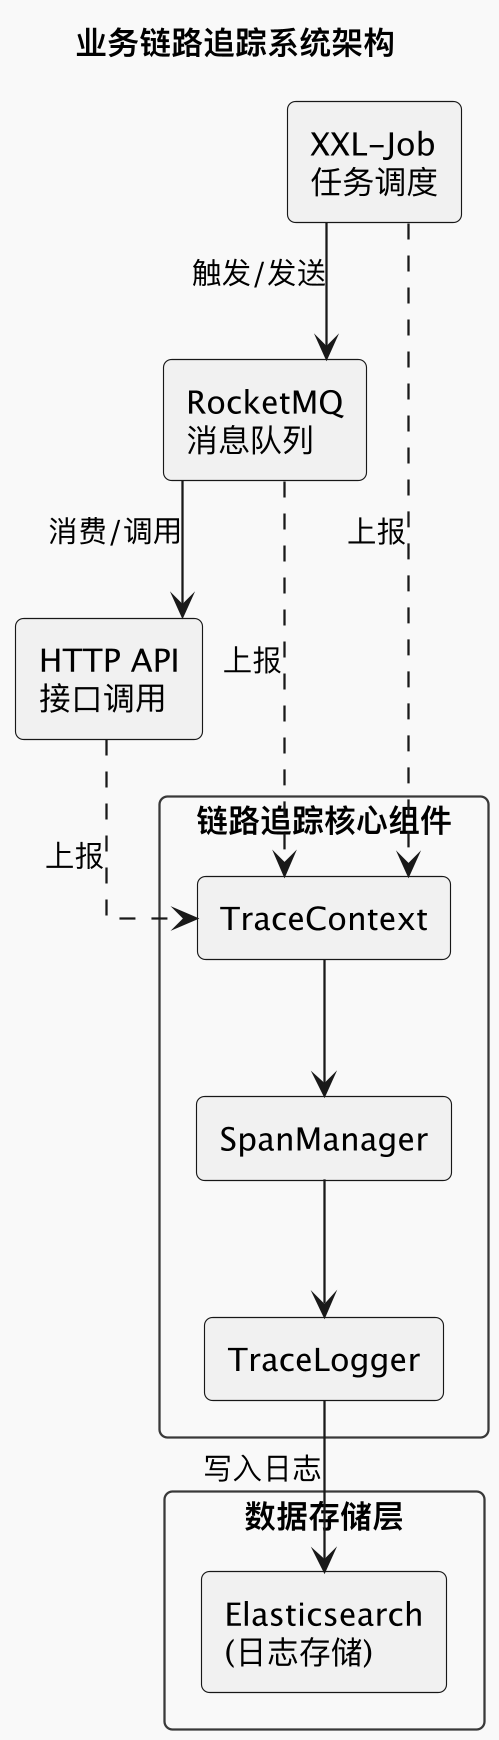 业务链路追踪系统架构
XXL-Job
任务调度
触发/发送
RocketMQ
消息队列
消费/调用
上报
HTTP API
接口调用
上报
链路追踪核心组件
上报
TraceContext
SpanManager
TraceLogger
写入日志
数据存储层
Elasticsearch
(日志存储)